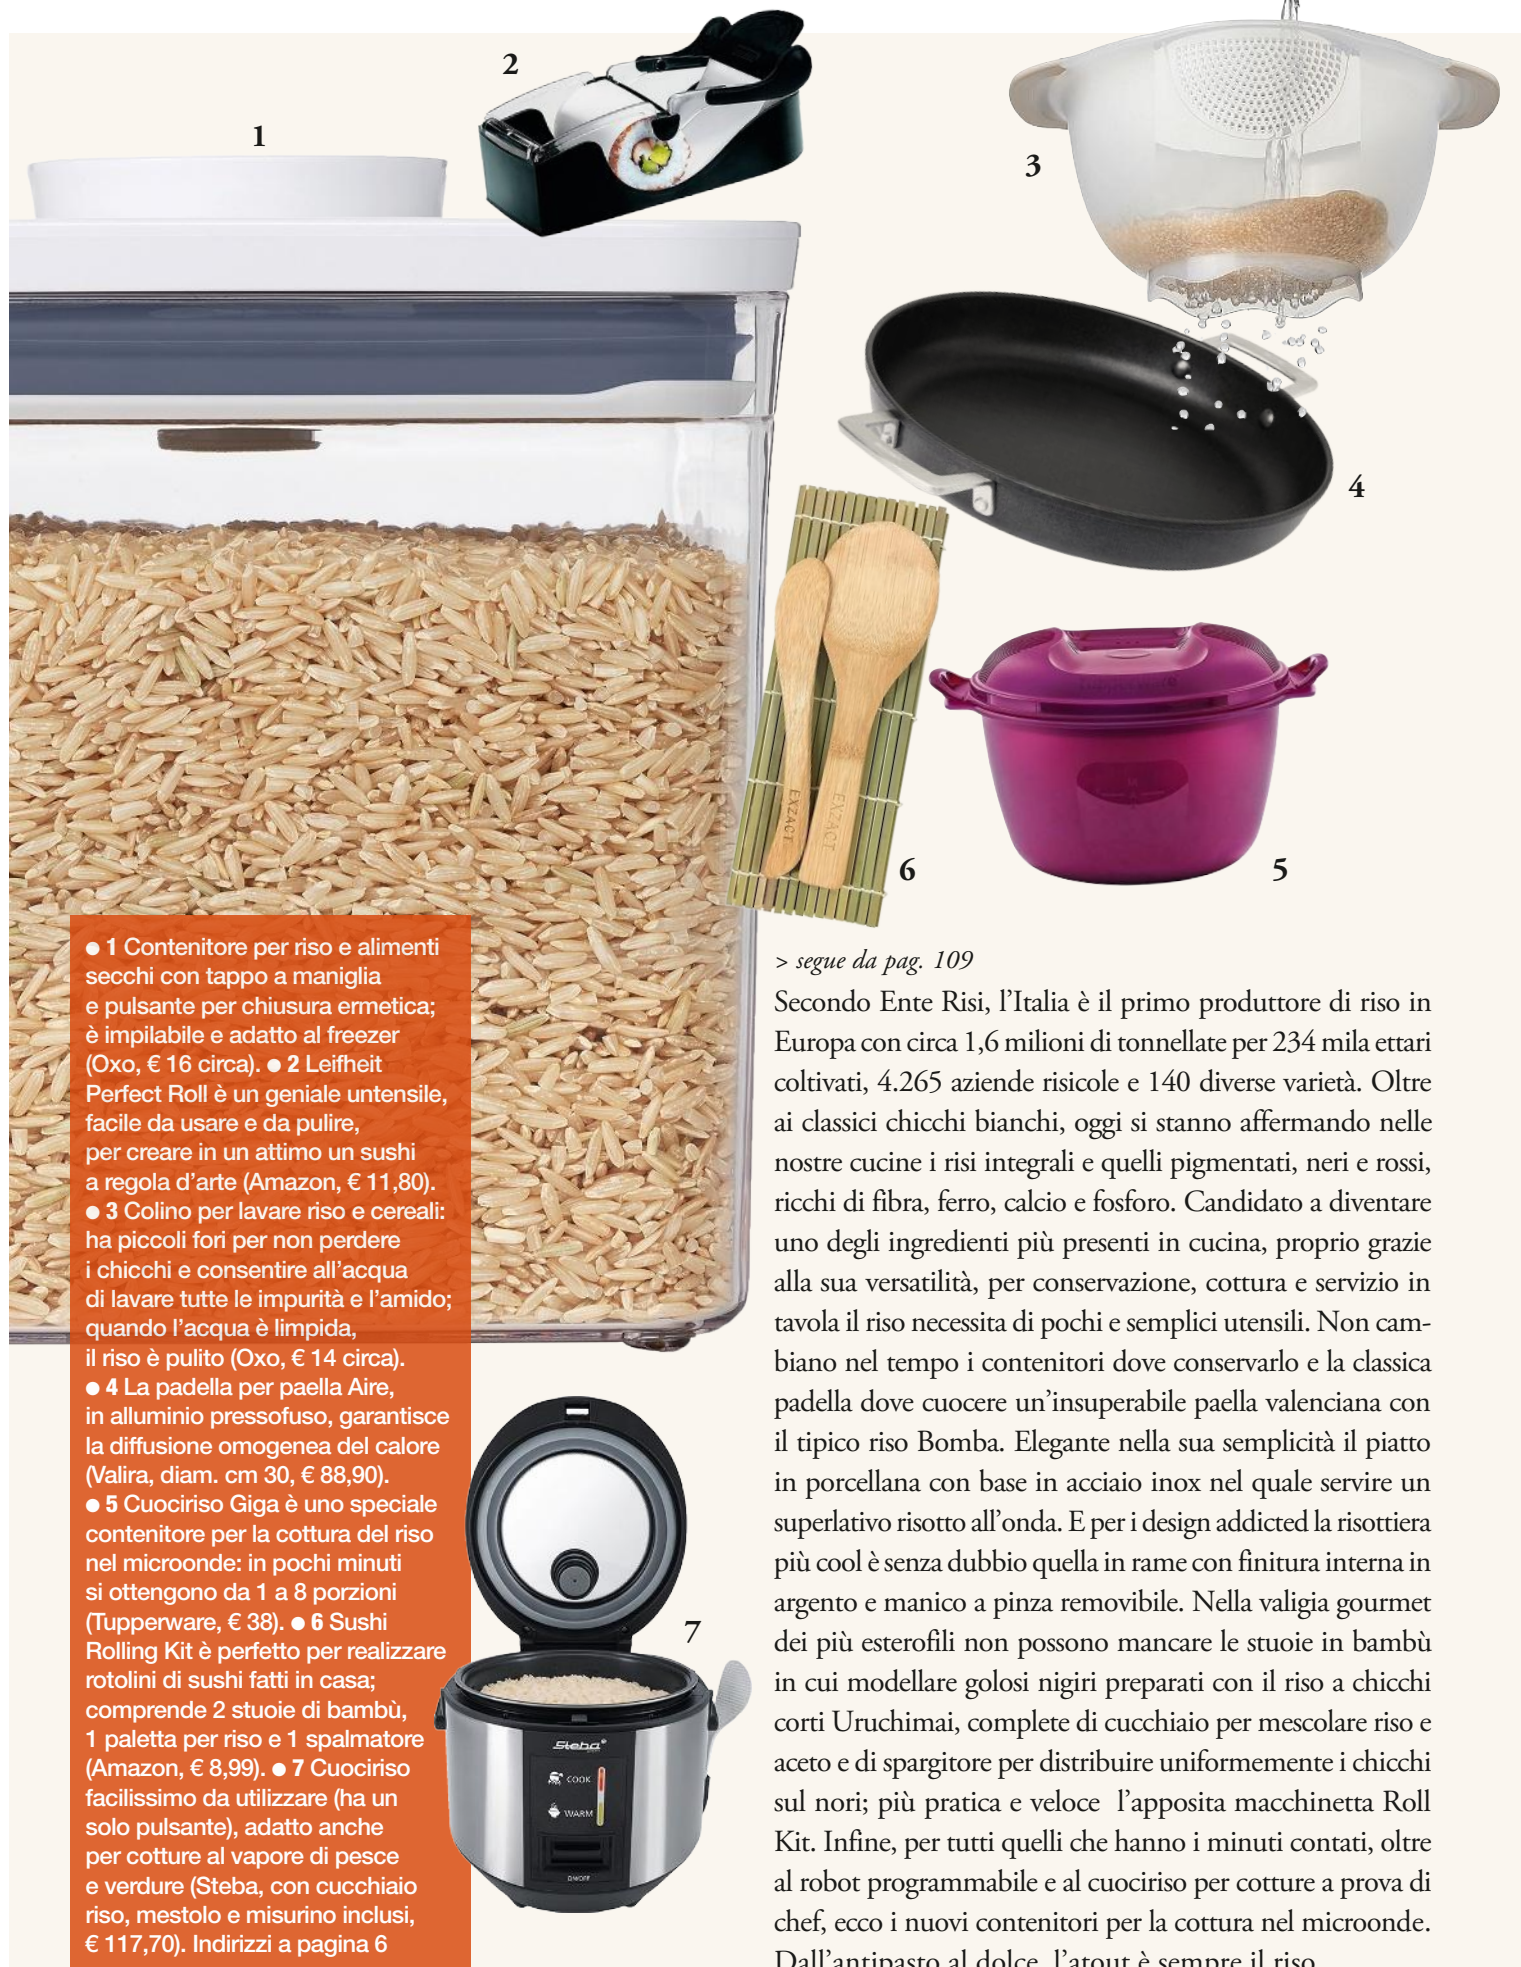 1
2
3
4
5
6
EXZACT
EXZACT
● 1 Contenitore per riso e alimenti
secchi con tappo a maniglia
e pulsante per chiusura ermetica;
è impilabile e adatto al freezer
(Oxo, € 16 circa). ● 2 Leifheit
Perfect Roll è un geniale untensile,
facile da usare e da pulire,
per creare in un attimo un sushi
a regola d’arte (Amazon, € 11,80).
● 3 Colino per lavare riso e cereali:
ha piccoli fori per non perdere
i chicchi e consentire all’acqua
di lavare tutte le impurità e l’amido;
quando l’acqua è limpida,
il riso è pulito (Oxo, € 14 circa).
● 4 La padella per paella Aire,
in alluminio pressofuso, garantisce
la diffusione omogenea del calore
(Valira, diam. cm 30, € 88,90).
● 5 Cuociriso Giga è uno speciale
contenitore per la cottura del riso
nel microonde: in pochi minuti
si ottengono da 1 a 8 porzioni
(Tupperware, € 38). ● 6 Sushi
Rolling Kit è perfetto per realizzare
rotolini di sushi fatti in casa;
comprende 2 stuoie di bambù,
1 paletta per riso e 1 spalmatore
(Amazon, € 8,99). ● 7 Cuociriso
facilissimo da utilizzare (ha un
solo pulsante), adatto anche
per cotture al vapore di pesce
e verdure (Steba, con cucchiaio
riso, mestolo e misurino inclusi,
€ 117,70). Indirizzi a pagina 6
7
Steba
COOK
WARM
ON/OFF
> segue da pag. 109
Secondo Ente Risi, l’Italia è il primo produttore di riso in
Europa con circa 1,6 milioni di tonnellate per 234 mila ettari
coltivati, 4.265 aziende risicole e 140 diverse varietà. Oltre
ai classici chicchi bianchi, oggi si stanno affermando nelle
nostre cucine i risi integrali e quelli pigmentati, neri e rossi,
ricchi di fibra, ferro, calcio e fosforo. Candidato a diventare
uno degli ingredienti più presenti in cucina, proprio grazie
alla sua versatilità, per conservazione, cottura e servizio in
tavola il riso necessita di pochi e semplici utensili. Non cam-
biano nel tempo i contenitori dove conservarlo e la classica
padella dove cuocere un’insuperabile paella valenciana con
il tipico riso Bomba. Elegante nella sua semplicità il piatto
in porcellana con base in acciaio inox nel quale servire un
superlativo risotto all’onda. E per i design addicted la risottiera
più cool è senza dubbio quella in rame con finitura interna in
argento e manico a pinza removibile. Nella valigia gourmet
dei più esterofili non possono mancare le stuoie in bambù
in cui modellare golosi nigiri preparati con il riso a chicchi
corti Uruchimai, complete di cucchiaio per mescolare riso e
aceto e di spargitore per distribuire uniformemente i chicchi
sul nori; più pratica e veloce l’apposita macchinetta Roll
Kit. Infine, per tutti quelli che hanno i minuti contati, oltre
al robot programmabile e al cuociriso per cotture a prova di
chef, ecco i nuovi contenitori per la cottura nel microonde.
Dall’antipasto al dolce, l’atout è sempre il riso.